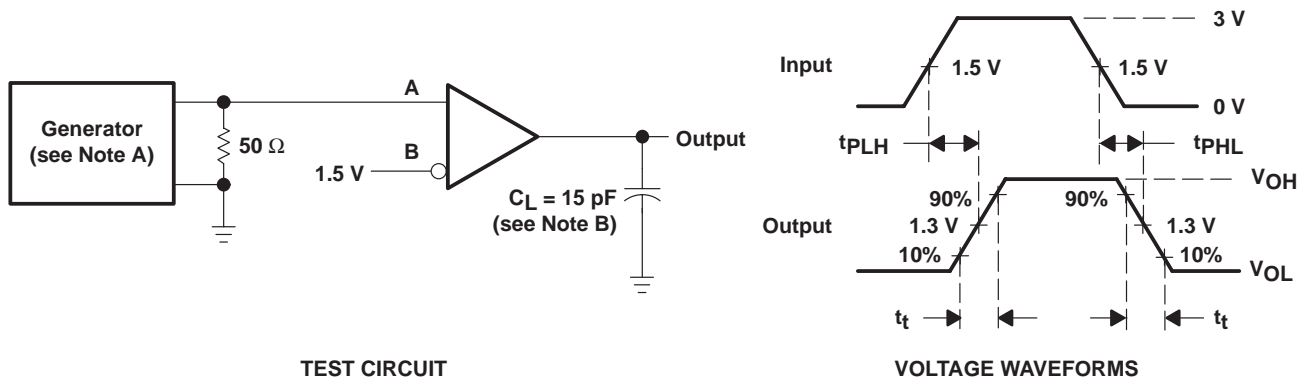 Generator
(see Note A)
50 Ω
A
B
1.5 V
Output
CL = 15 pF
(see Note B)
TEST CIRCUIT
3 V
Input
1.5 V
1.5 V
0 V
tPLH
tPHL
VOH
90%
90%
Output
1.3 V
1.3 V
10%
10%
VOL
tt
tt
VOLTAGE WAVEFORMS